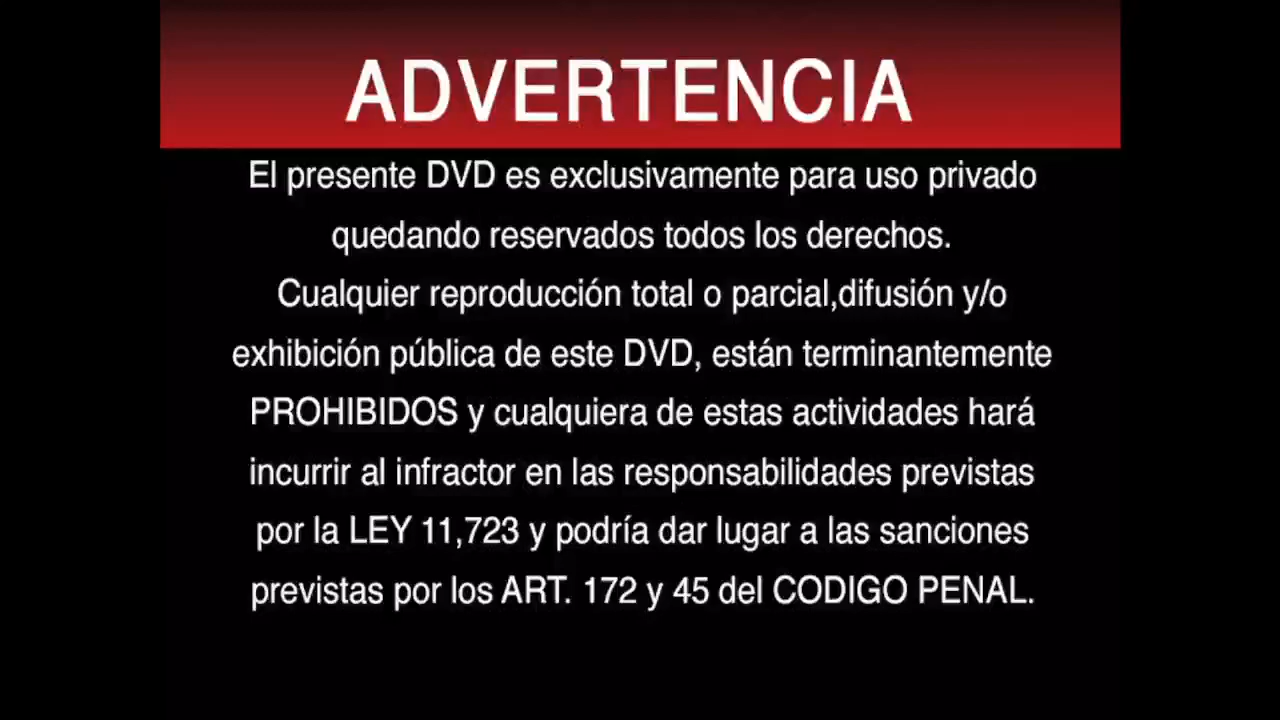 ADVERTENCIA
El presente DVD es exclusivamente para uso privado
quedando reservados todos los derechos.
Cualquier reproducción total o parcial,difusión y/o
exhibición pública de este DVD, están terminantemente
PROHIBIDOS y cualquiera de estas actividades hará
incurrir al infractor en las responsabilidades previstas
por la LEY 11,723 y podría dar lugar a las sanciones
previstas por los ART. 172 y 45 del CODIGO PENAL.